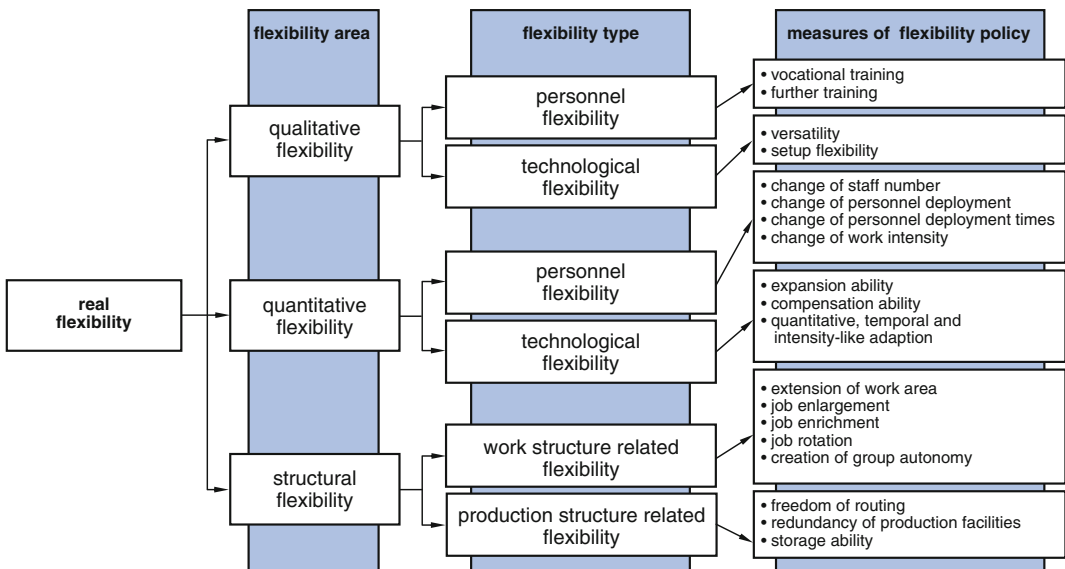 flexibility area
flexibility type
measures of flexibility policy
real
flexibility
qualitative
flexibility
personnel
flexibility
• vocational training
• further training
technological
flexibility
• versatility
• setup flexibility
quantitative
flexibility
personnel
flexibility
• change of staff number
• change of personnel deployment
• change of personnel deployment times
• change of work intensity
technological
flexibility
• expansion ability
• compensation ability
• quantitative, temporal and
intensity-like adaption
structural
flexibility
work structure related
flexibility
• extension of work area
• job enlargement
• job enrichment
• job rotation
• creation of group autonomy
production structure related
flexibility
• freedom of routing
• redundancy of production facilities
• storage ability